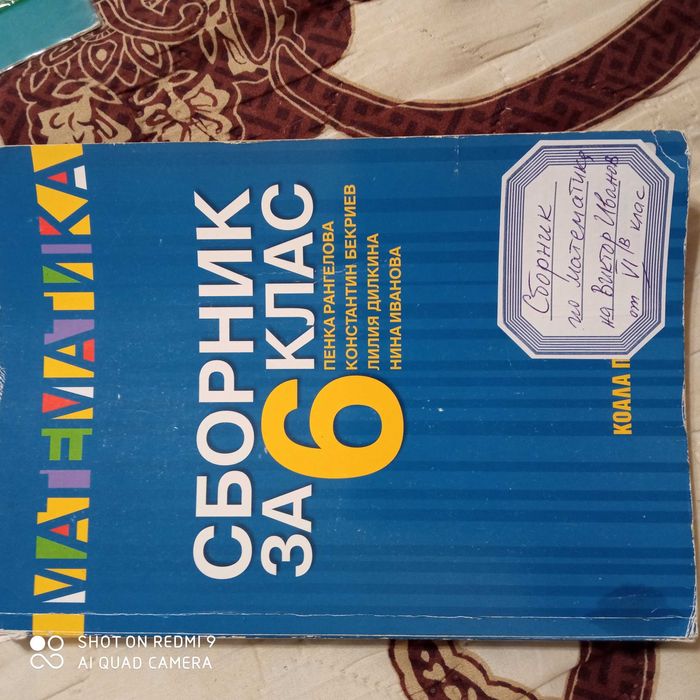 МАТЕМАТИКА
СБОРНИК
ЗА 6 КЛАС
ПЕНКА РАНГЕЛОВА
КОНСТАНТИН БЕКРИЕВ
ЛИЛИЯ ДИЛКИНА
НИНА ИВАНОВА
Сборник
по математика
на Виктор Иванов
от VI В клас
КОАЛА П
SHOT ON REDMI 9
AI QUAD CAMERA